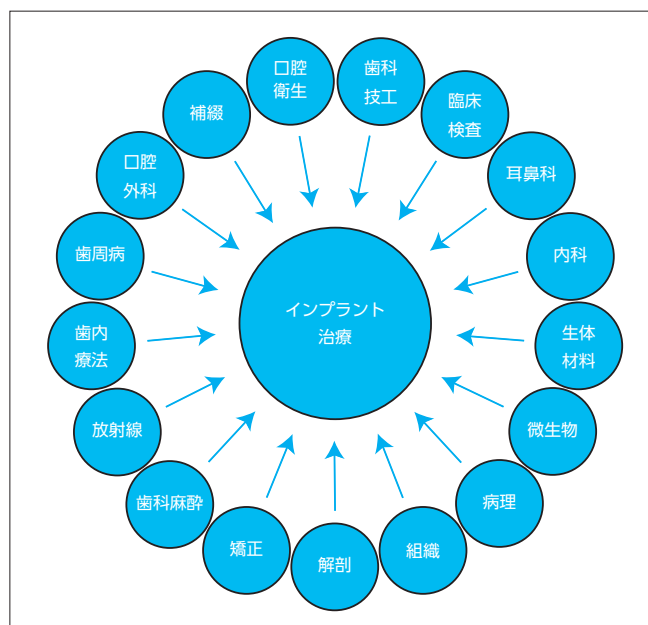 口腔
衛生
歯科
技工
臨床
検査
耳鼻科
内科
生体
材料
微生物
病理
組織
解剖
矯正
歯科麻酔
放射線
歯内
療法
歯周病
口腔
外科
補綴
インプラント
治療